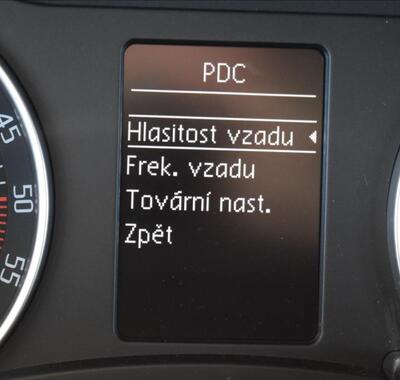 PDC
Hlasitost vzadu
Frek. vzadu
Tovární nast.
Zpět
45
50
55